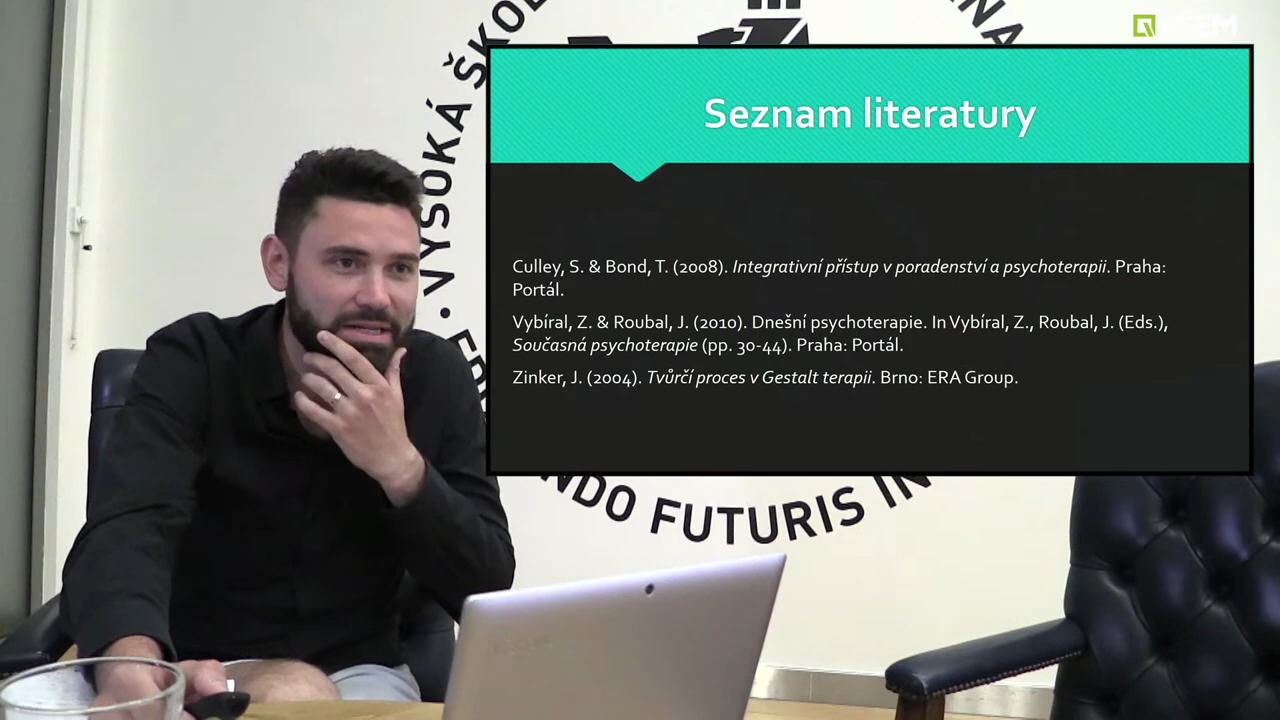 VYSOKÁ ŠKO
INA
Seznam literatury
Culley, S. & Bond, T. (2008). Integrativní přístup v poradenství a psychoterapii. Praha:
Portál.
Vybíral, Z. & Roubal, J. (2010). Dnešní psychoterapie. In Vybíral, Z., Roubal, J. (Eds.),
Současná psychoterapie (pp. 30-44). Praha: Portál.
Zinker, J. (2004). Tvůrčí proces v Gestalt terapii. Brno: ERA Group.
NDO FUTURIS IN